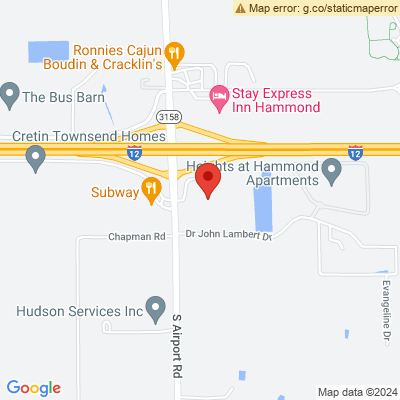 Map error: g.co/staticmaperror
Ronnies Cajun
Boudin & Cracklin's
Stay Express
Inn Hammond
The Bus Barn
3158
Cretin Townsend Homes
12
12
Heights at Hammond
Apartments
Subway
Chapman Rd
Dr John Lambert Dr
Evangeline Dr
Hudson Services Inc
S Airport Rd
Google
Map data ©2024